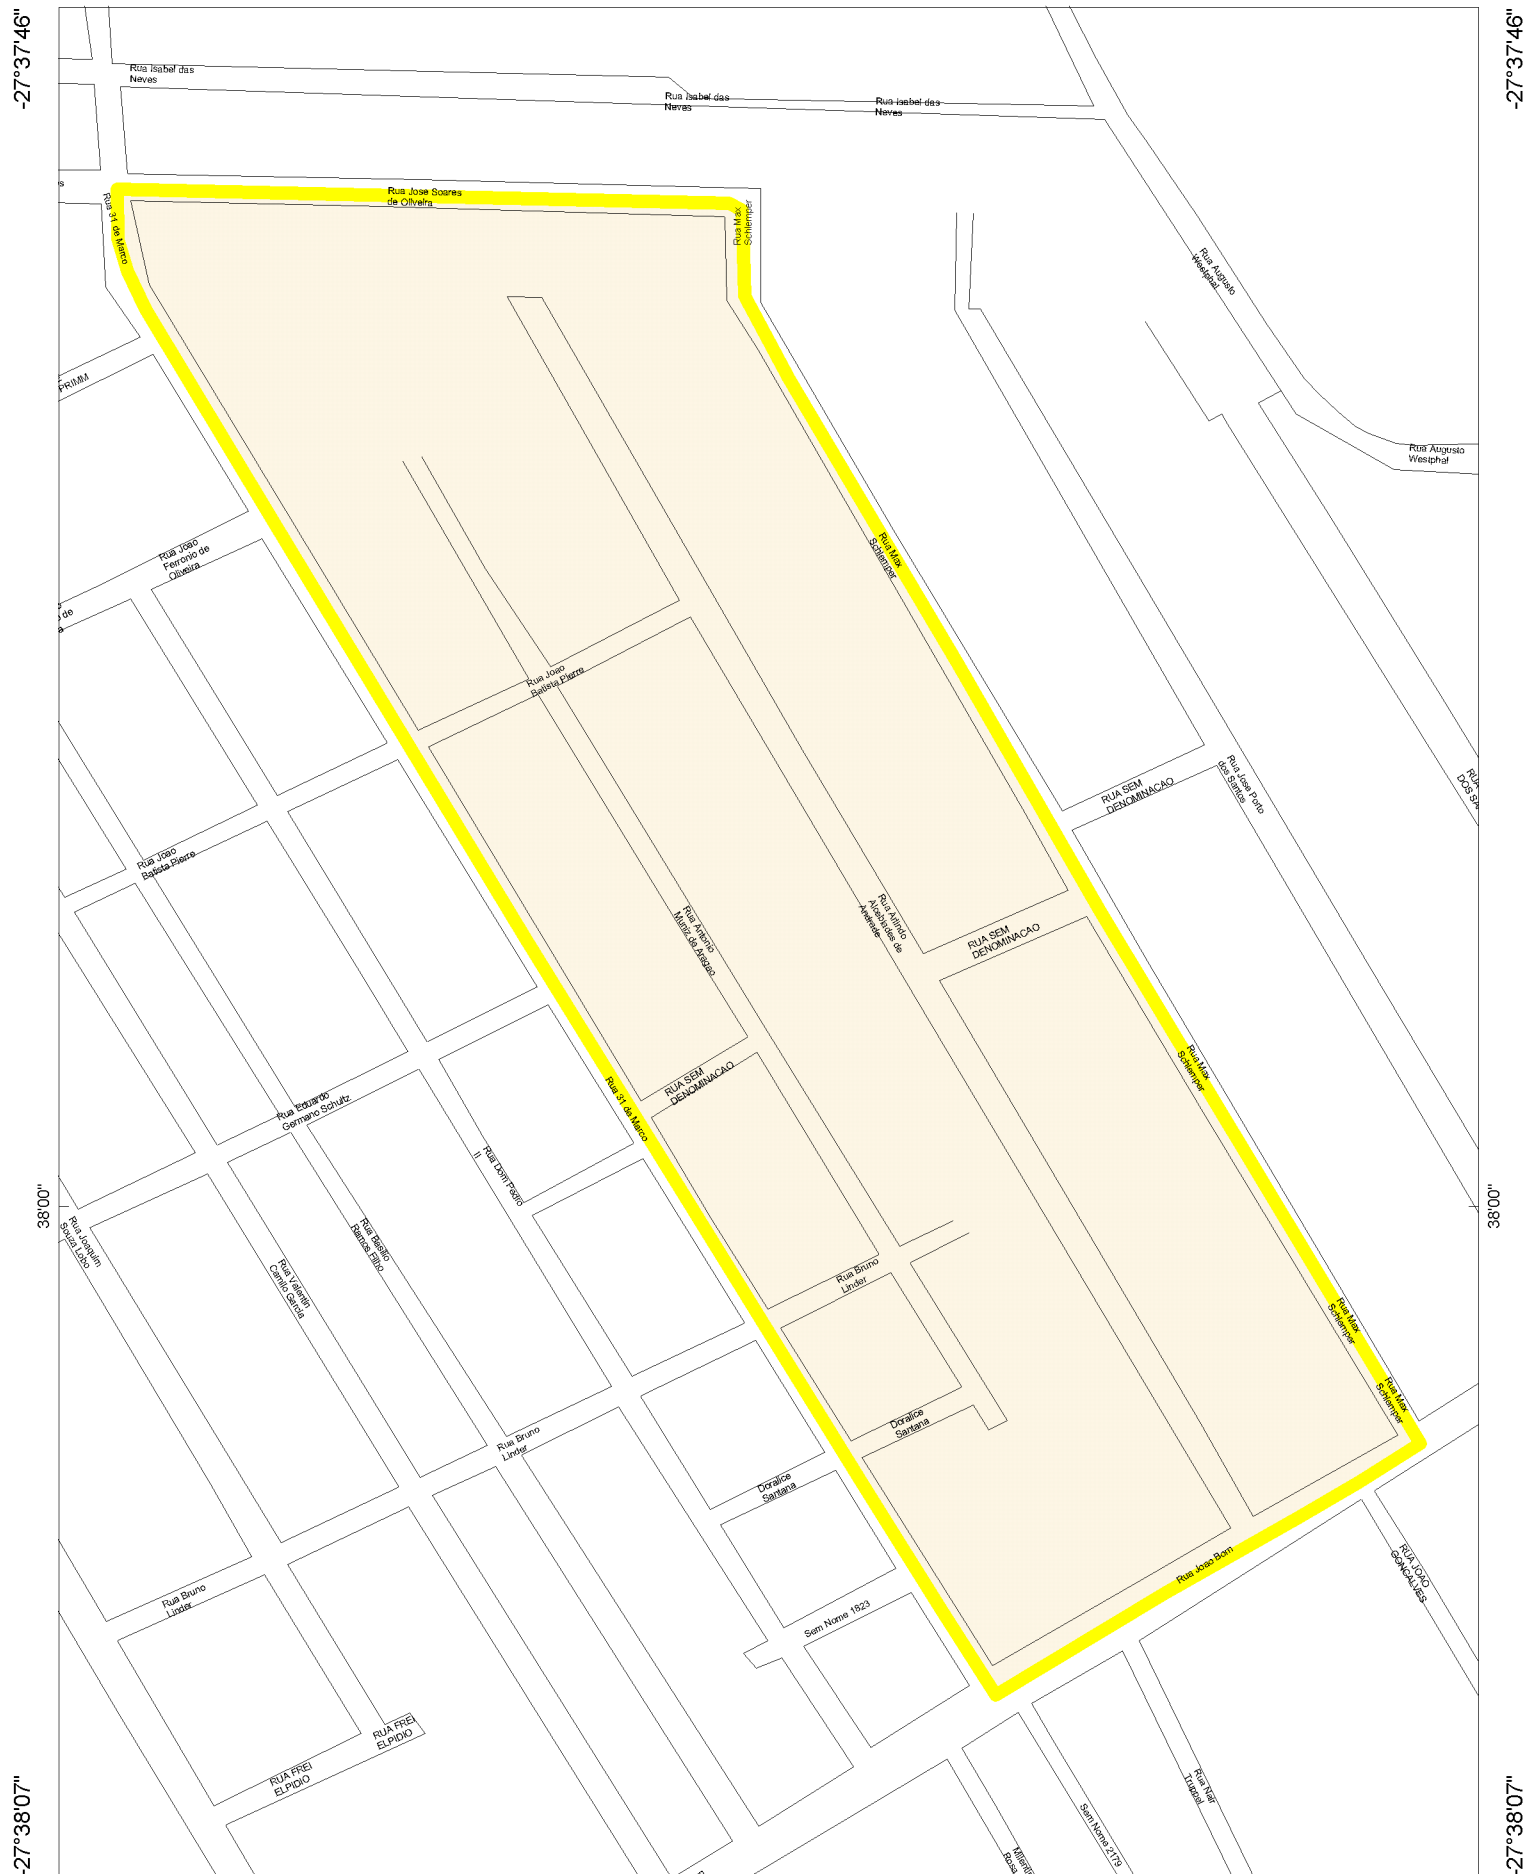 -27°37'46"
-27°37'46"
Rua Isabel das
Neves
Rua Isabel das
Neves
Rua Isabel das
Neves
Rua Jose Soares
de Oliveira
Rua Max
Schlemper
Rua 31 de Marco
Rua Augusto
Westphal
PRIMM
Rua Augusto
Westphal
Rua Joao
Ferronio de
Oliveira
o de
a
Rua Max
Schlemper
Rua Joao
Batista Pierre
RUA SEM
DENOMINACAO
Rua Jose Porto
dos Santos
RUA
DOS SA
Rua Joao
Batista Pierre
Rua Antonio
Muniz de Aragao
Rua Arlindo
Alcebiades de
Andrade
RUA SEM
DENOMINACAO
Rua Max
Schlemper
RUA SEM
DENOMINACAO
Rua 31 de Marco
Rua Eduardo
Germano Schultz
Rua Dom Pedro
II
38'00"
38'00"
Rua Joaquim
Souza Lobo
Rua Basilio
Ramos Filho
Rua Valentin
Camilo Garcia
Rua Bruno
Linder
Rua Max
Schlemper
Rua Max
Schlemper
Doralice
Santana
Rua Bruno
Linder
Doralice
Santana
Rua Joao Born
RUA JOAO
GONCALVES
Rua Bruno
Linder
Sem Nome 1823
RUA FREI
ELPIDIO
RUA FREI
ELPIDIO
Rua Nair
Truppel
Sem Nome 2179
Rosa
-27°38'07"
-27°38'07"